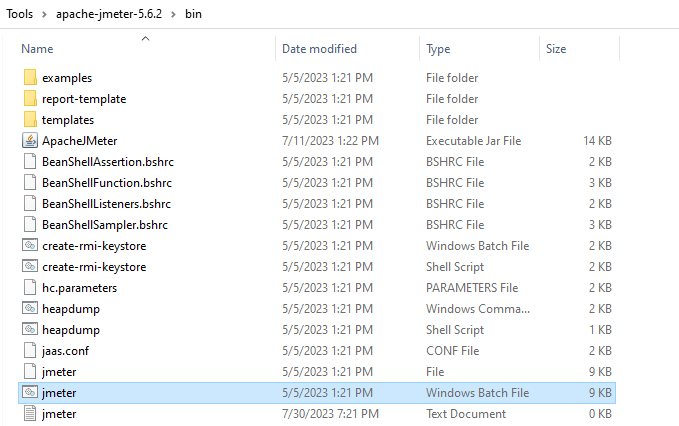 Tools > apache-jmeter-5.6.2 > bin
Name Date modified Type Size
examples 5/5/2023 1:21 PM File folder
report-template 5/5/2023 1:21 PM File folder
templates 5/5/2023 1:21 PM File folder
ApacheJMeter 7/11/2023 1:22 PM Executable Jar File 14 KB
BeanShellAssertion.bshrc 5/5/2023 1:21 PM BSHRC File 2 KB
BeanShellFunction.bshrc 5/5/2023 1:21 PM BSHRC File 3 KB
BeanShellListeners.bshrc 5/5/2023 1:21 PM BSHRC File 2 KB
BeanShellSampler.bshrc 5/5/2023 1:21 PM BSHRC File 3 KB
create-rmi-keystore 5/5/2023 1:21 PM Windows Batch File 2 KB
create-rmi-keystore 5/5/2023 1:21 PM Shell Script 2 KB
hc.parameters 5/5/2023 1:21 PM PARAMETERS File 2 KB
heapdump 5/5/2023 1:21 PM Windows Comma... 2 KB
heapdump 5/5/2023 1:21 PM Shell Script 1 KB
jaas.conf 5/5/2023 1:21 PM CONF File 2 KB
jmeter 5/5/2023 1:21 PM File 9 KB
jmeter 5/5/2023 1:21 PM Windows Batch File 9 KB
jmeter 7/30/2023 7:21 PM Text Document 0 KB